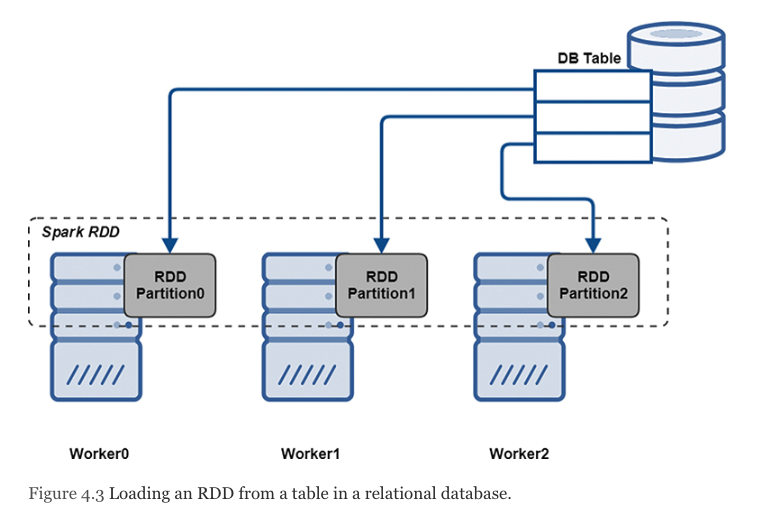 DB Table
Spark RDD
RDD
Partition0
RDD
Partition1
RDD
Partition2
Worker0
Worker1
Worker2
Figure 4.3 Loading an RDD from a table in a relational database.